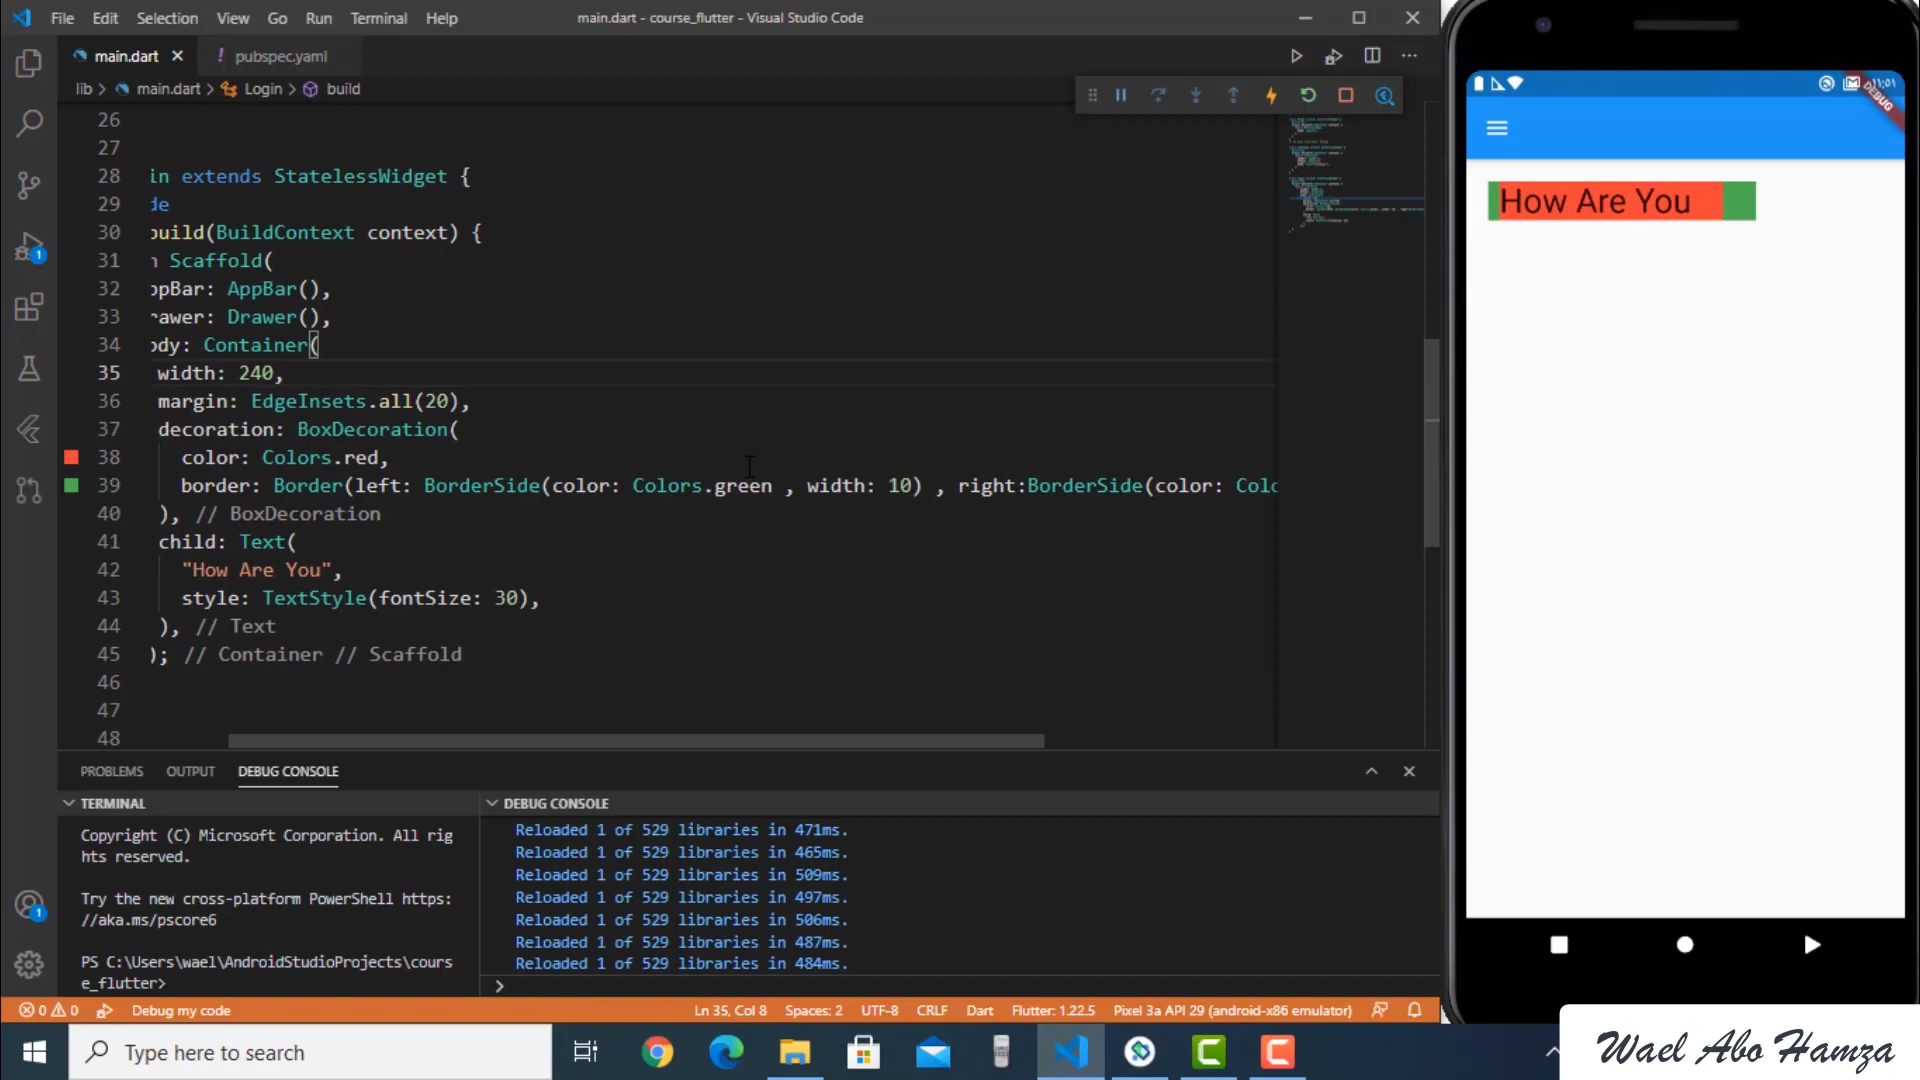 File Edit Selection View Go Run Terminal Help
main.dart - course_flutter - Visual Studio Code
main.dart
! pubspec.yaml
lib > main.dart > Login > build
26
27
28 in extends StatelessWidget {
29 de
30 build(BuildContext context) {
31 n Scaffold(
32 ppBar: AppBar(),
33 rawer: Drawer(),
34 ody: Container(
35 width: 240,
36 margin: EdgeInsets.all(20),
37 decoration: BoxDecoration(
38 color: Colors.red,
39 border: Border(left: BorderSide(color: Colors.green , width: 10) , right:BorderSide(color: Colo
40 ), // BoxDecoration
41 child: Text(
42 "How Are You",
43 style: TextStyle(fontSize: 30),
44 ), // Text
45 ); // Container // Scaffold
46
47
48
PROBLEMS OUTPUT DEBUG CONSOLE
TERMINAL
Copyright (C) Microsoft Corporation. All rig
hts reserved.
Try the new cross-platform PowerShell https:
//aka.ms/pscore6
PS C:\Users\wael\AndroidStudioProjects\cours
e_flutter>
DEBUG CONSOLE
Reloaded 1 of 529 libraries in 471ms.
Reloaded 1 of 529 libraries in 465ms.
Reloaded 1 of 529 libraries in 509ms.
Reloaded 1 of 529 libraries in 497ms.
Reloaded 1 of 529 libraries in 506ms.
Reloaded 1 of 529 libraries in 487ms.
Reloaded 1 of 529 libraries in 484ms.
>
0 0 Debug my code
Ln 35, Col 8 Spaces: 2 UTF-8 CRLF Dart Flutter: 1.22.5 Pixel 3a API 29 (android-x86 emulator)
Type here to search
١١:٥١
DEBUG
How Are You
Wael Abo Hamza